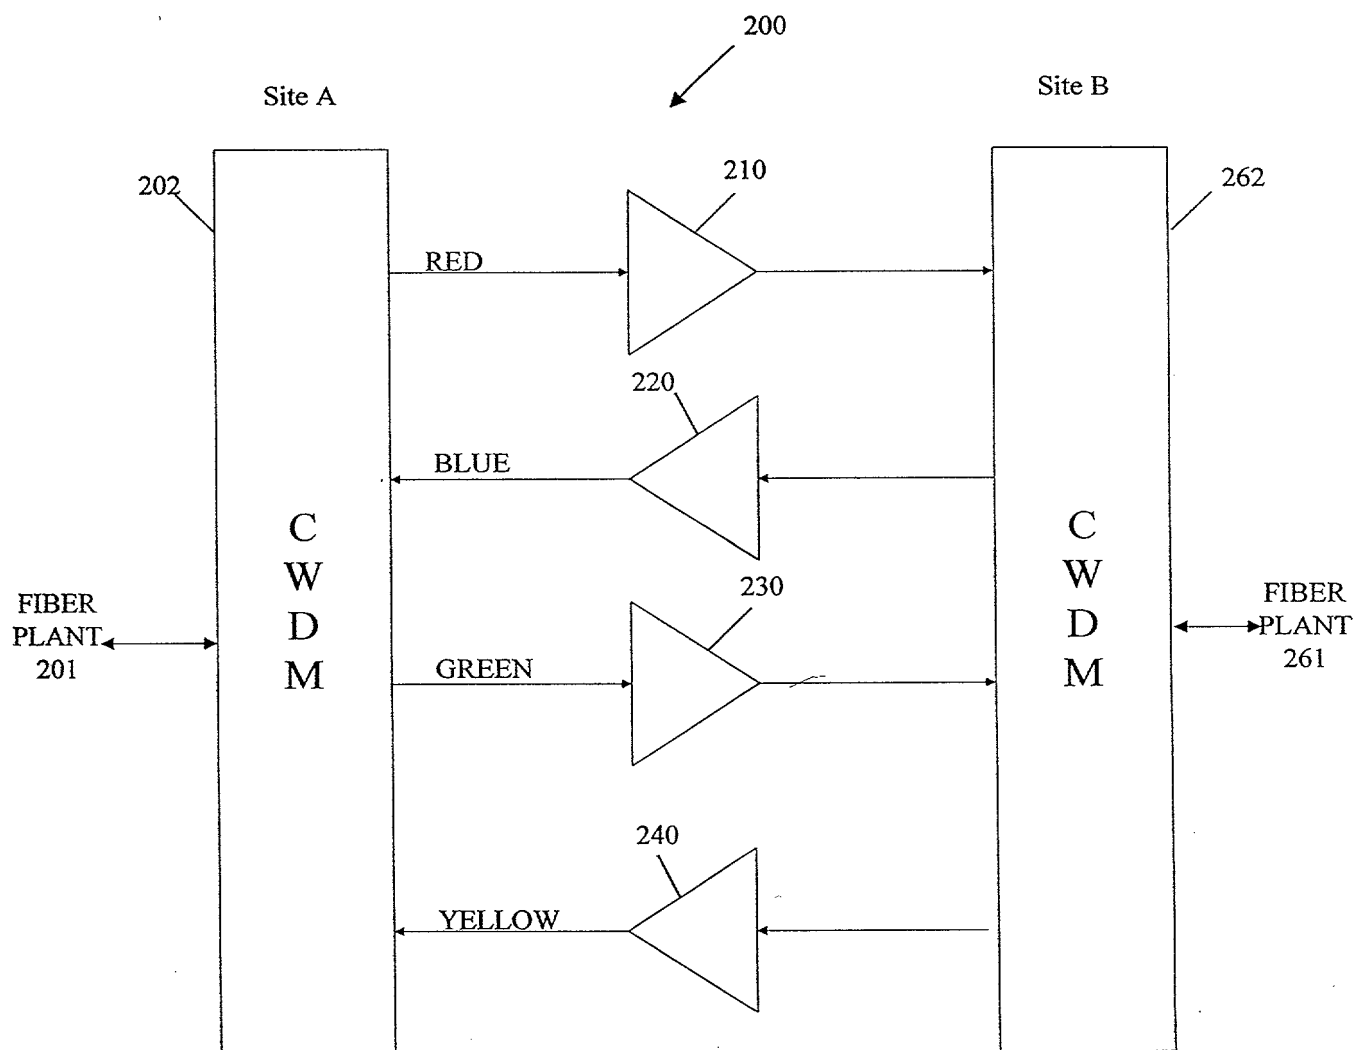 200
Site A
Site B
202
210
262
RED
220
BLUE
C
W
D
M
C
W
D
M
230
FIBER
PLANT
201
FIBER
PLANT
261
GREEN
240
YELLOW